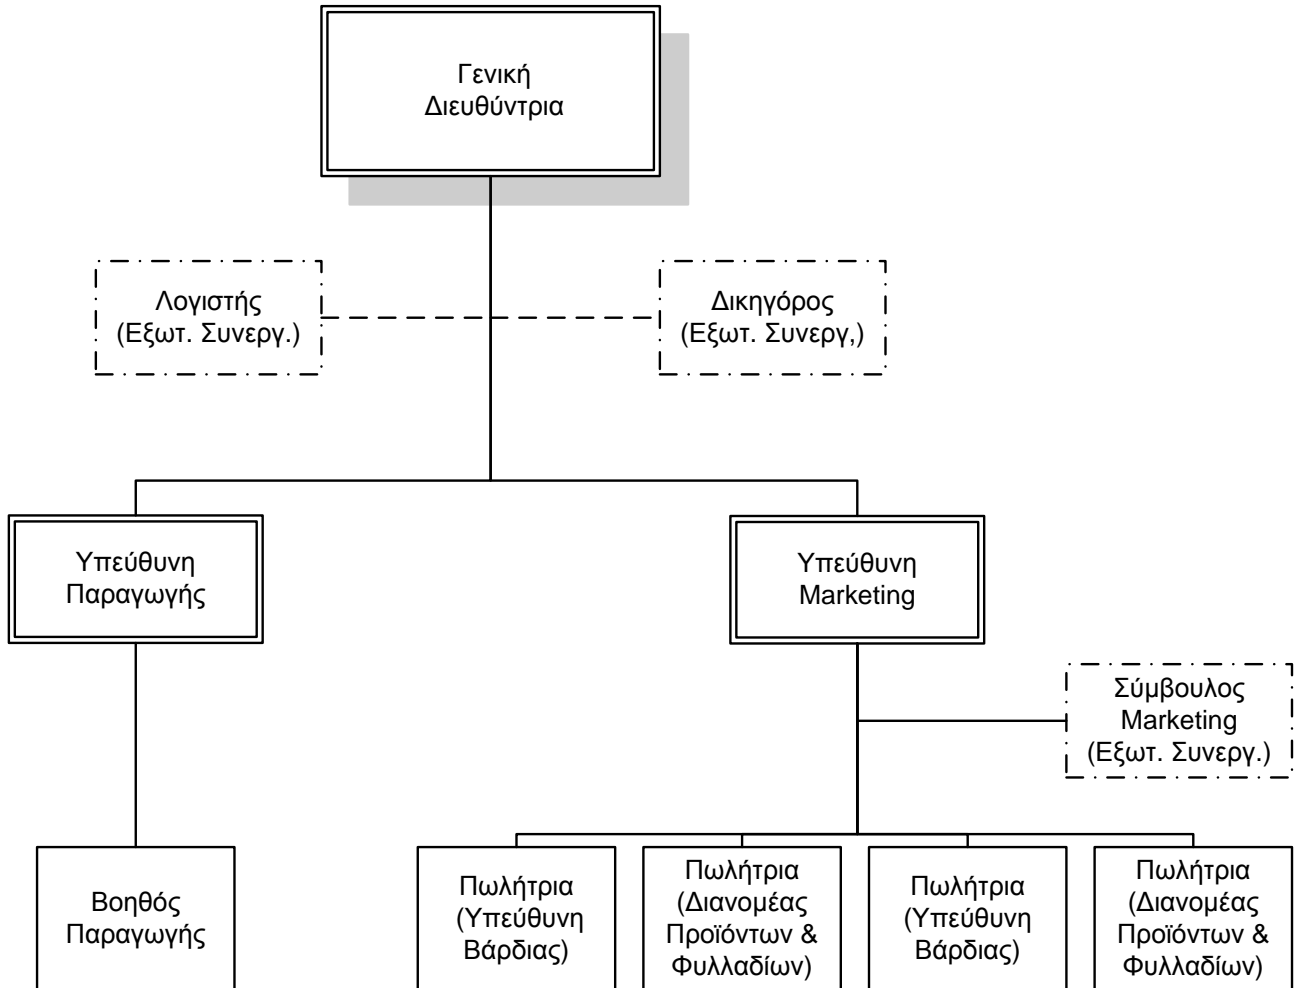 Γενική
Διευθύντρια
Λογιστής
(Εξωτ. Συνεργ.)
Δικηγόρος
(Εξωτ. Συνεργ,)
Υπεύθυνη
Παραγωγής
Υπεύθυνη
Marketing
Σύμβουλος
Marketing
(Εξωτ. Συνεργ.)
Βοηθός
Παραγωγής
Πωλήτρια
(Υπεύθυνη
Βάρδιας)
Πωλήτρια
(Διανομέας
Προϊόντων &
Φυλλαδίων)
Πωλήτρια
(Υπεύθυνη
Βάρδιας)
Πωλήτρια
(Διανομέας
Προϊόντων &
Φυλλαδίων)